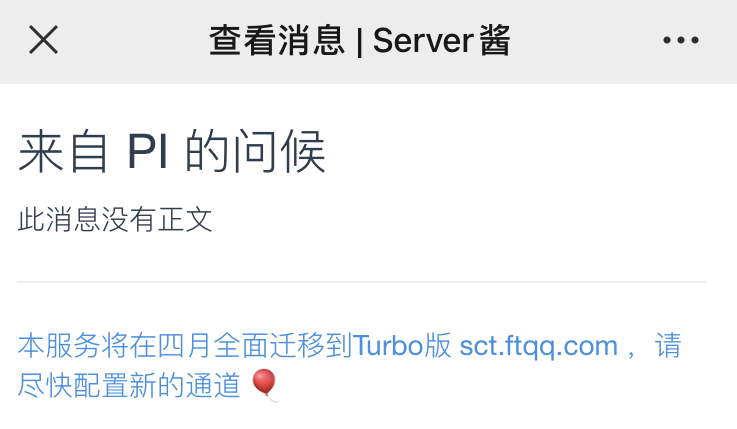 查看消息 | Server酱
来自 PI 的问候
此消息没有正文
本服务将在四月全面迁移到Turbo版 sct.ftqq.com ，请
尽快配置新的通道🎈